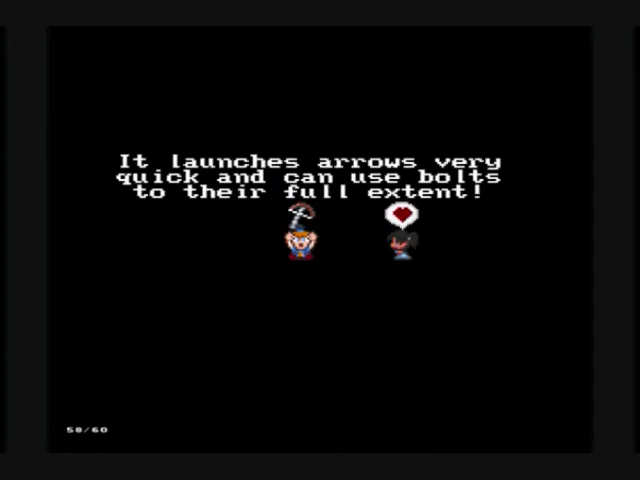 It launches arrows very
quick and can use bolts
to their full extent!
58/60